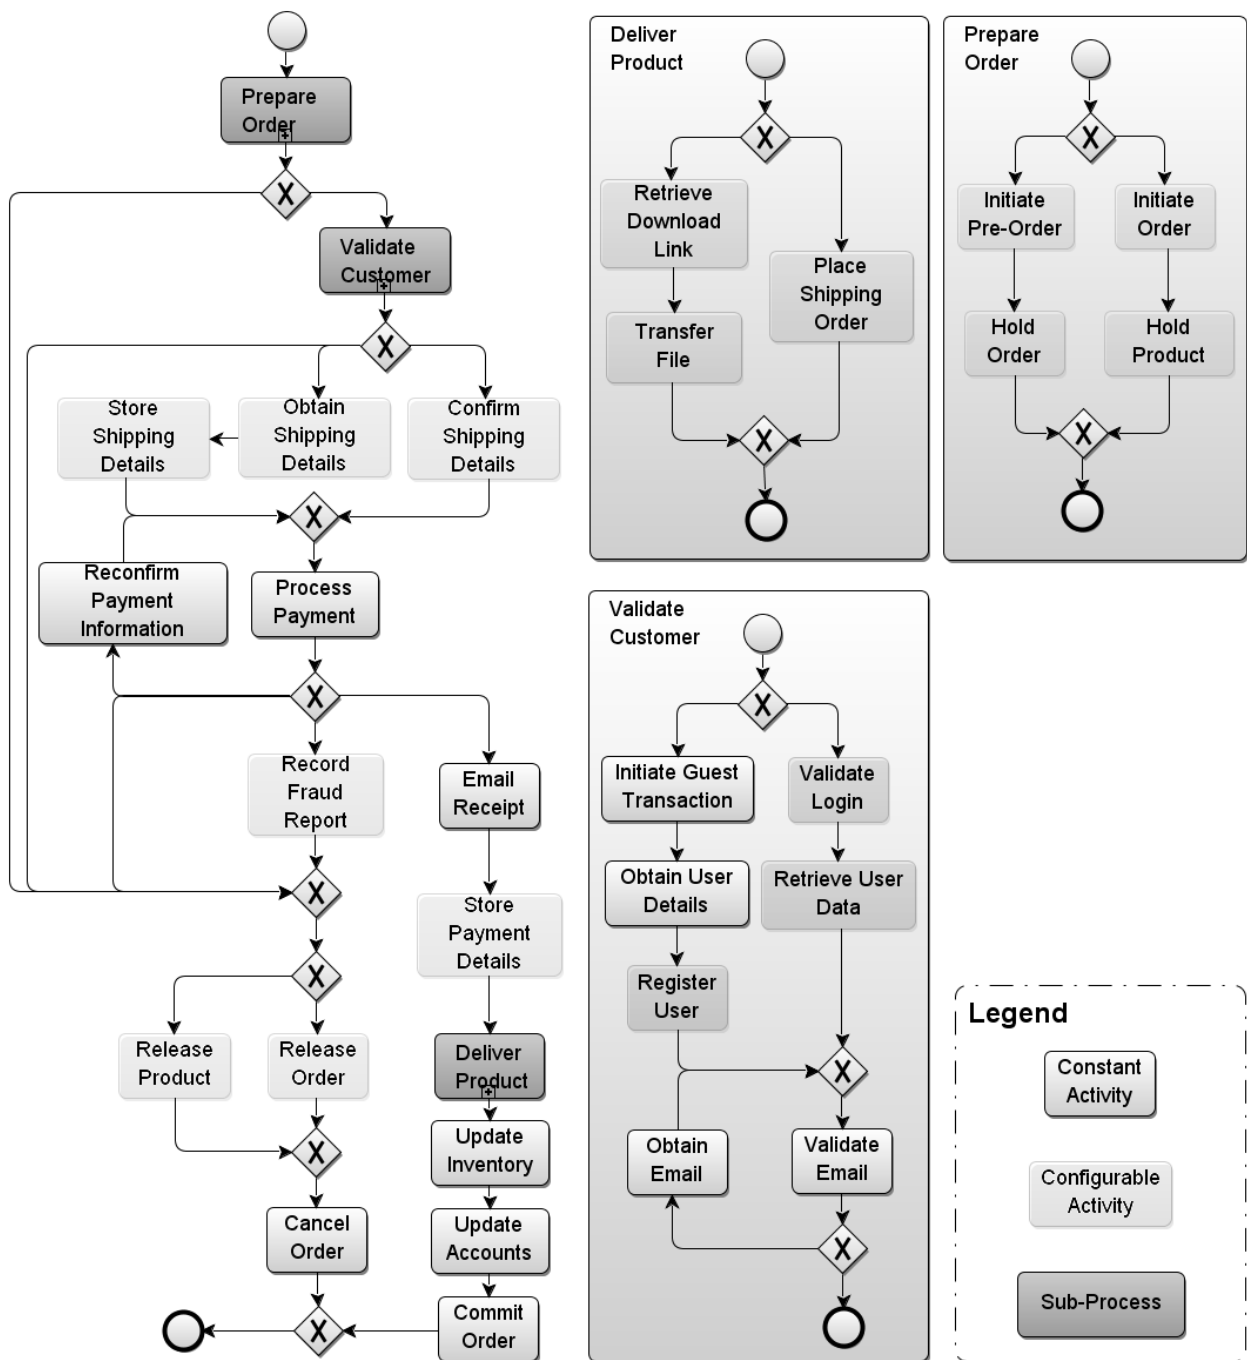 Prepare
Order
X
Validate
Customer
X
Store
Shipping
Details
Obtain
Shipping
Details
Confirm
Shipping
Details
X
Reconfirm
Payment
Information
Process
Payment
X
Record
Fraud
Report
Email
Receipt
X
Store
Payment
Details
X
Release
Product
Release
Order
Deliver
Product
X
Update
Inventory
Cancel
Order
Update
Accounts
X
Commit
Order
Deliver
Product
X
Retrieve
Download
Link
Place
Shipping
Order
Transfer
File
X
Prepare
Order
X
Initiate
Pre-Order
Initiate
Order
Hold
Order
Hold
Product
X
Validate
Customer
X
Initiate Guest
Transaction
Validate
Login
Obtain User
Details
Retrieve User
Data
Register
User
X
Obtain
Email
Validate
Email
X
Legend
Constant
Activity
Configurable
Activity
Sub-Process